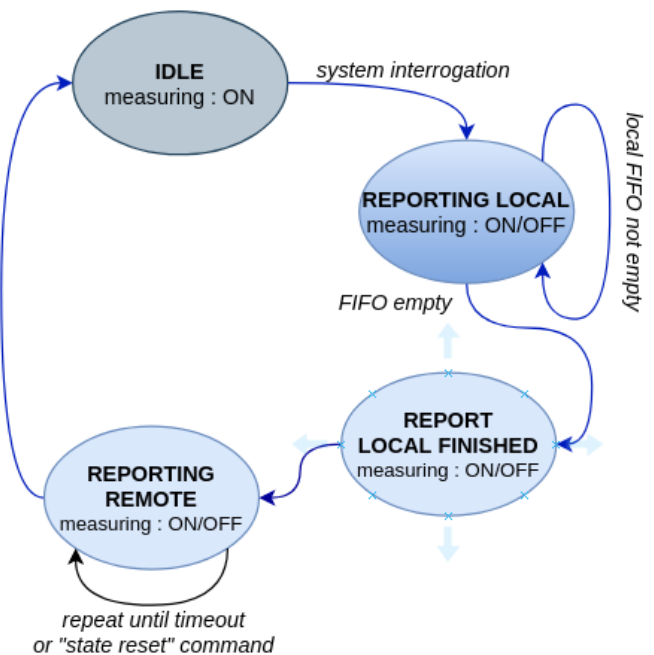 IDLE
measuring : ON
system interrogation
REPORTING LOCAL
measuring : ON/OFF
local FIFO not empty
FIFO empty
REPORT
LOCAL FINISHED
measuring : ON/OFF
REPORTING
REMOTE
measuring : ON/OFF
repeat until timeout
or "state reset" command